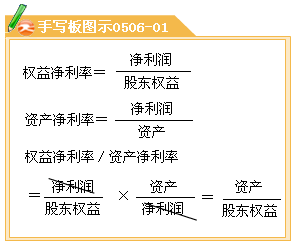 手写板图示0506-01
权益净利率＝ 净利润
股东权益
资产净利率＝ 净利润
资产
权益净利率 / 资产净利率
＝ 净利润 × 资产 ＝ 资产
股东权益 净利润 股东权益